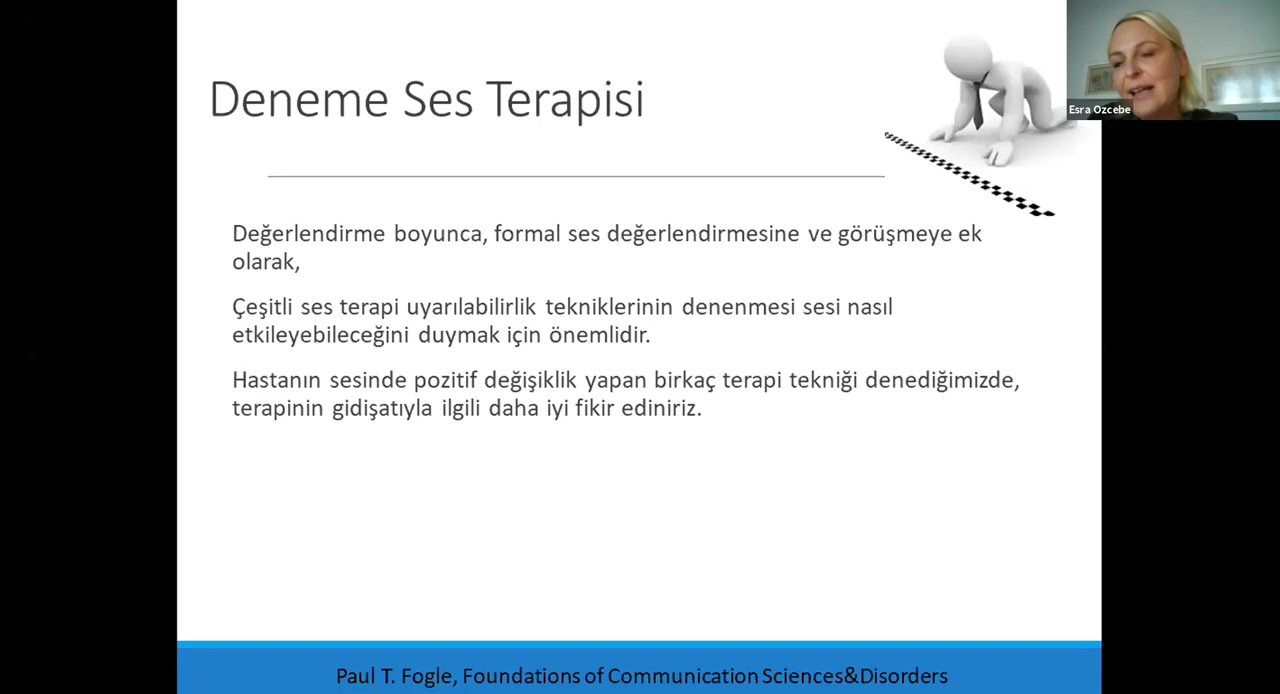 Deneme Ses Terapisi
Esra Ozcebe
Değerlendirme boyunca, formal ses değerlendirmesine ve görüşmeye ek
olarak,
Çeşitli ses terapi uyarılabilirlik tekniklerinin denenmesi sesi nasıl
etkileyebileceğini duymak için önemlidir.
Hastanın sesinde pozitif değişiklik yapan birkaç terapi tekniği denediğimizde,
terapinin gidişatıyla ilgili daha iyi fikir ediniriz.
Paul T. Fogle, Foundations of Communication Sciences&Disorders